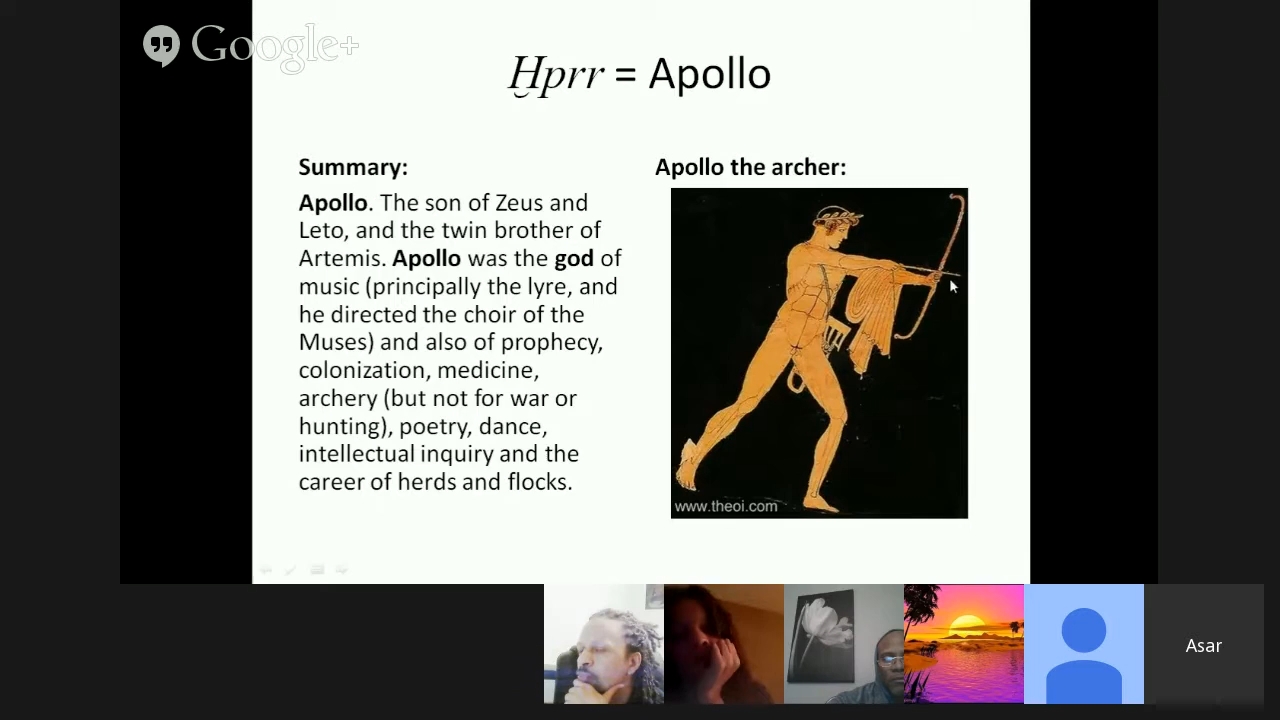 Google+
Ḫprr = Apollo
Summary:
Apollo. The son of Zeus and
Leto, and the twin brother of
Artemis. Apollo was the god of
music (principally the lyre, and
he directed the choir of the
Muses) and also of prophecy,
colonization, medicine,
archery (but not for war or
hunting), poetry, dance,
intellectual inquiry and the
career of herds and flocks.
Apollo the archer:
www.theoi.com
Asar